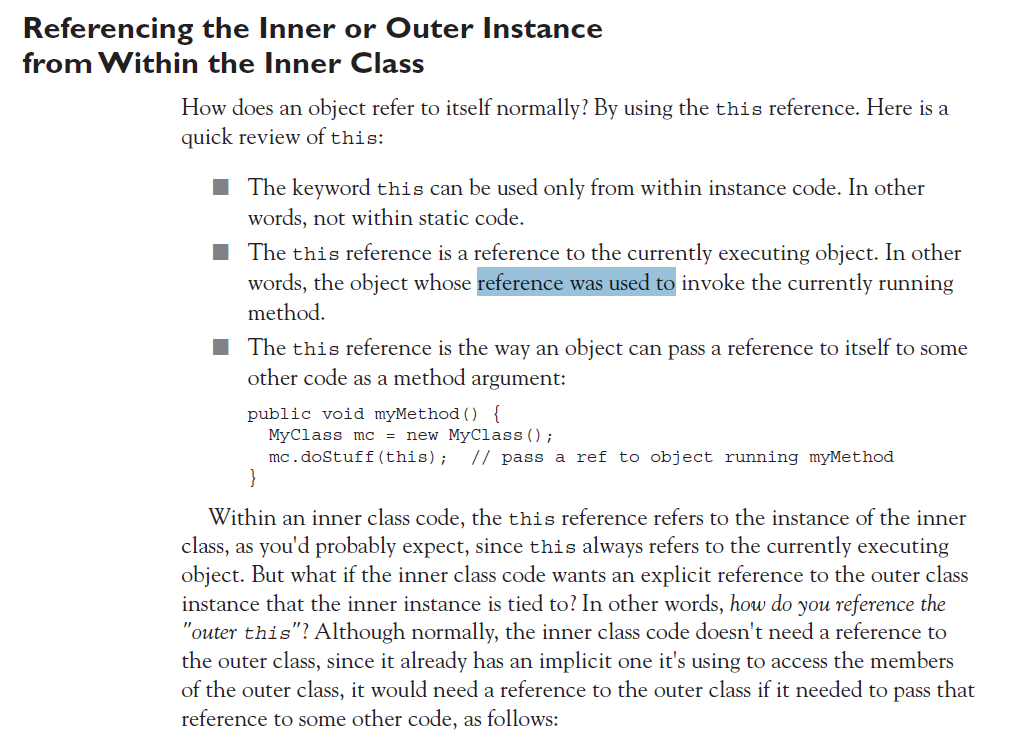 Referencing the Inner or Outer Instance
from Within the Inner Class
How does an object refer to itself normally? By using the this reference. Here is a
quick review of this:
■ The keyword this can be used only from within instance code. In other
words, not within static code.
■ The this reference is a reference to the currently executing object. In other
words, the object whose reference was used to invoke the currently running
method.
■ The this reference is the way an object can pass a reference to itself to some
other code as a method argument:
public void myMethod() {
  MyClass mc = new MyClass();
  mc.doStuff(this);  // pass a ref to object running myMethod
}
Within an inner class code, the this reference refers to the instance of the inner
class, as you'd probably expect, since this always refers to the currently executing
object. But what if the inner class code wants an explicit reference to the outer class
instance that the inner instance is tied to? In other words, how do you reference the
"outer this"? Although normally, the inner class code doesn't need a reference to
the outer class, since it already has an implicit one it's using to access the members
of the outer class, it would need a reference to the outer class if it needed to pass that
reference to some other code, as follows: